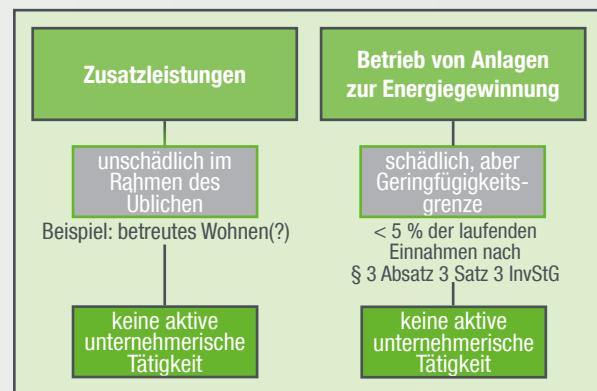 Zusatzleistungen
unschädlich im
Rahmen des
Üblichen
Beispiel: betreutes Wohnen(?)
keine aktive
unternehmerische
Tätigkeit
Betrieb von Anlagen
zur Energiegewinnung
schädlich, aber
Geringfügigkeits-
grenze
< 5 % der laufenden
Einnahmen nach
§ 3 Absatz 3 Satz 3 InvStG
keine aktive
unternehmerische
Tätigkeit